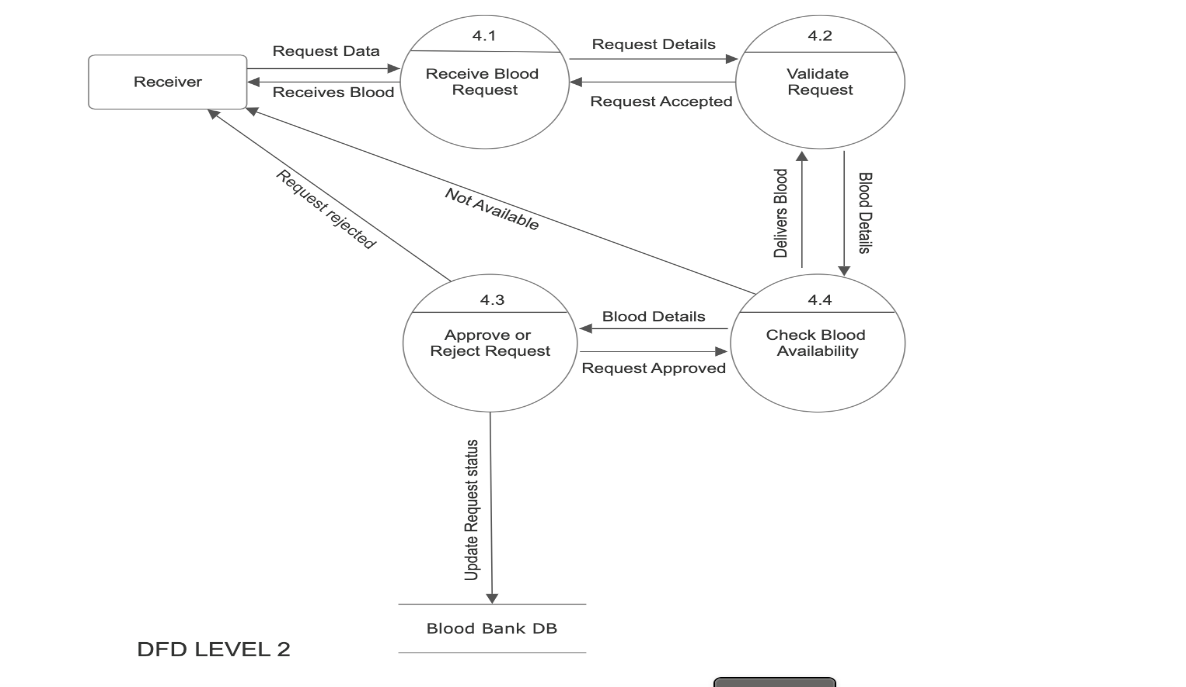 4.1
4.2
Request Data
Request Details
Receiver
Receive Blood
Request
Validate
Request
Receives Blood
Request Accepted
Request rejected
Not Available
Delivers Blood
Blood Details
4.3
4.4
Blood Details
Approve or
Reject Request
Check Blood
Availability
Request Approved
Update Request status
Blood Bank DB
DFD LEVEL 2